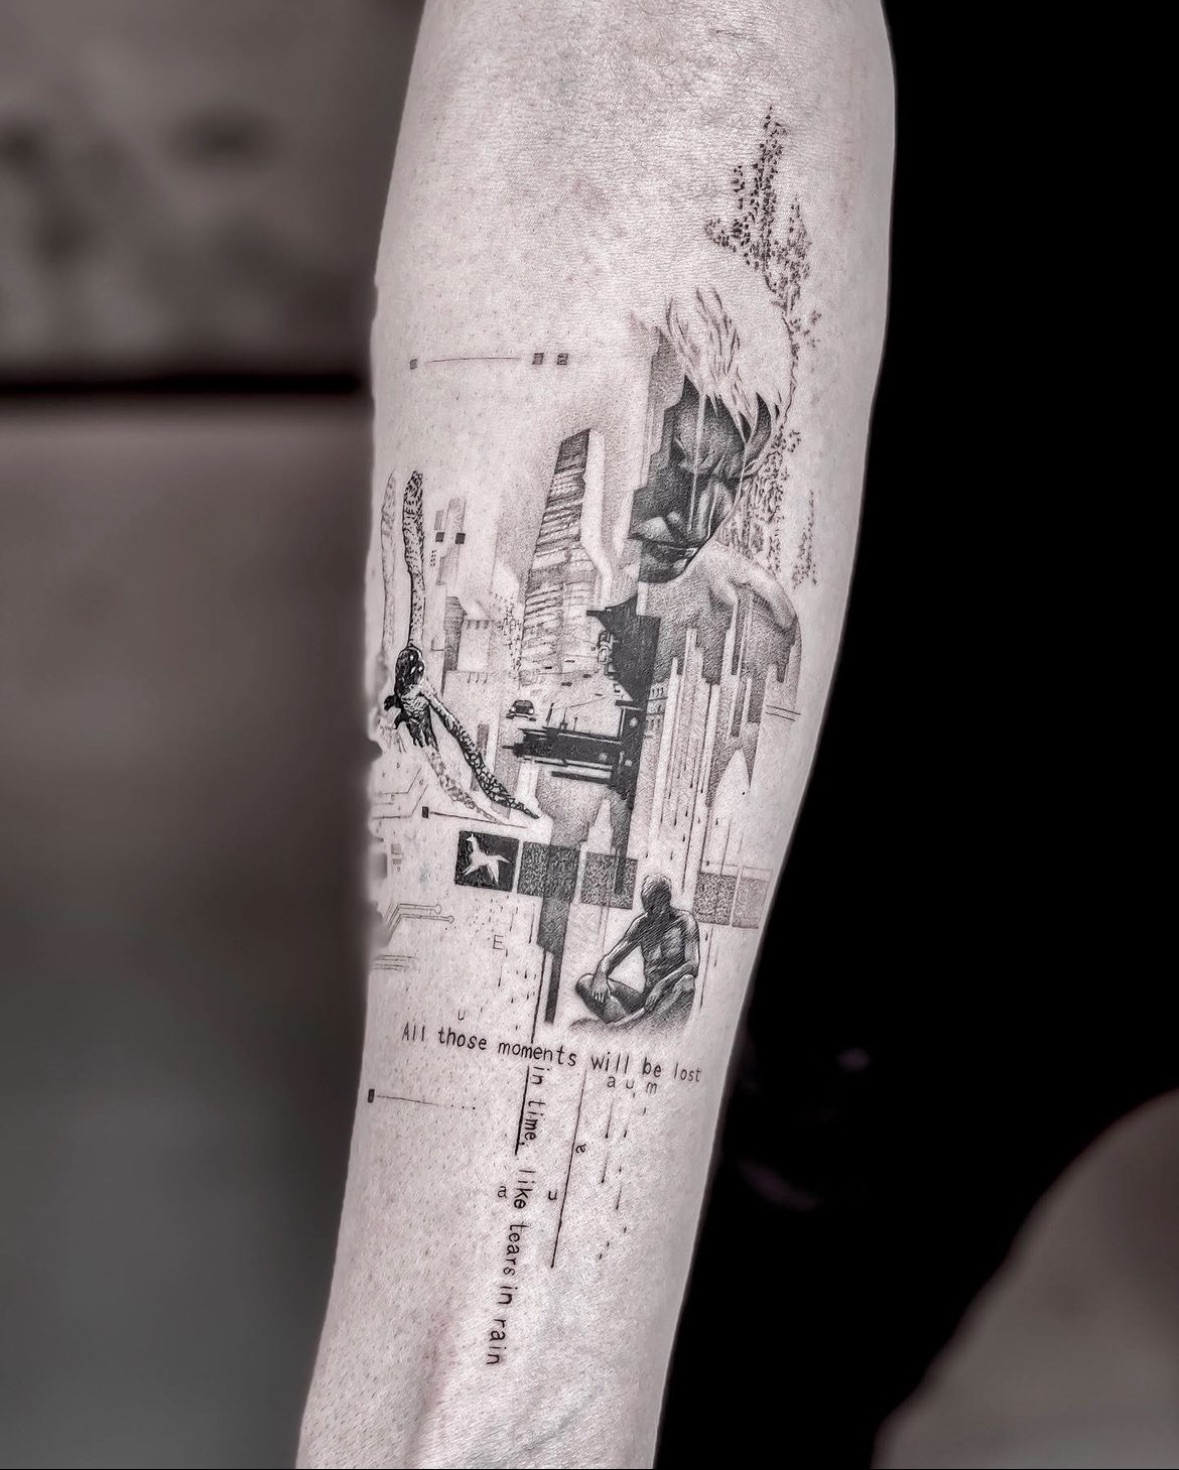 E
u
All those moments will be lost
a u m
in time, like tears in rain
e
u
a